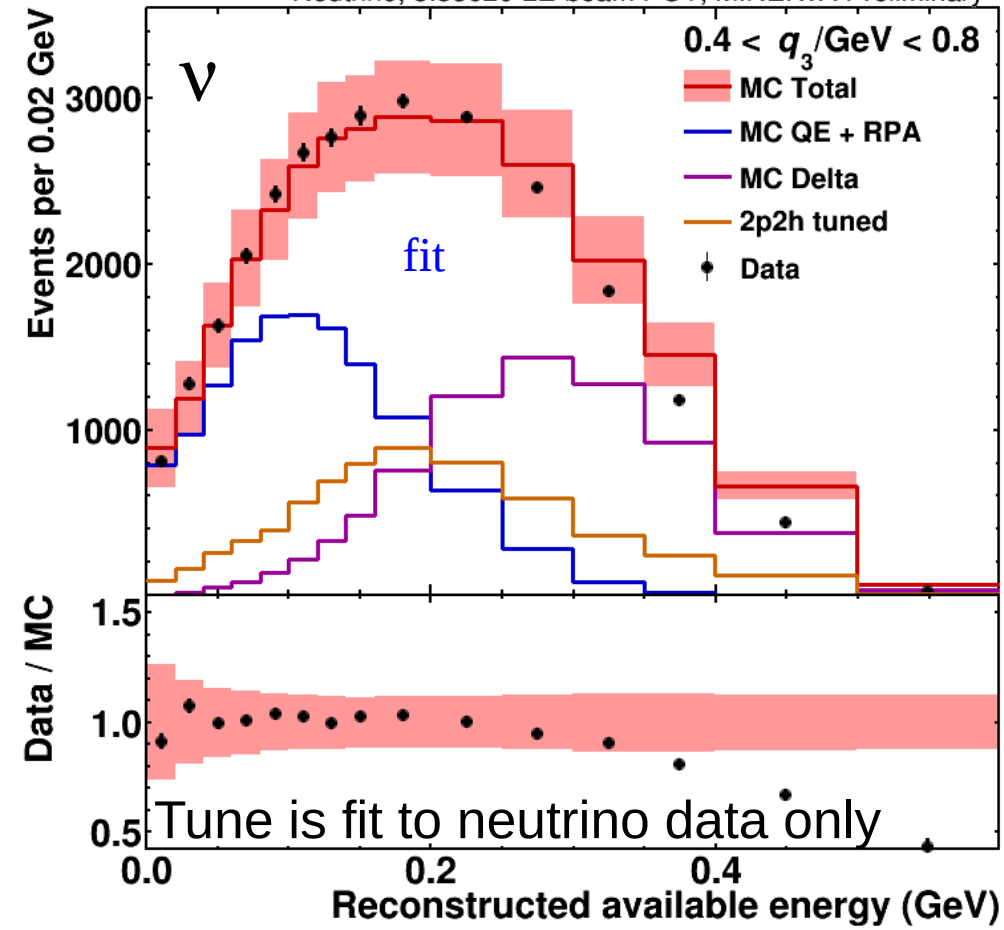 ν
0.4 < q3/GeV < 0.8
MC Total
MC QE + RPA
MC Delta
2p2h tuned
Data
fit
Events per 0.02 GeV
3000
2000
1000
Data / MC
1.5
1.0
0.5
Tune is fit to neutrino data only
0.0 0.2 0.4
Reconstructed available energy (GeV)